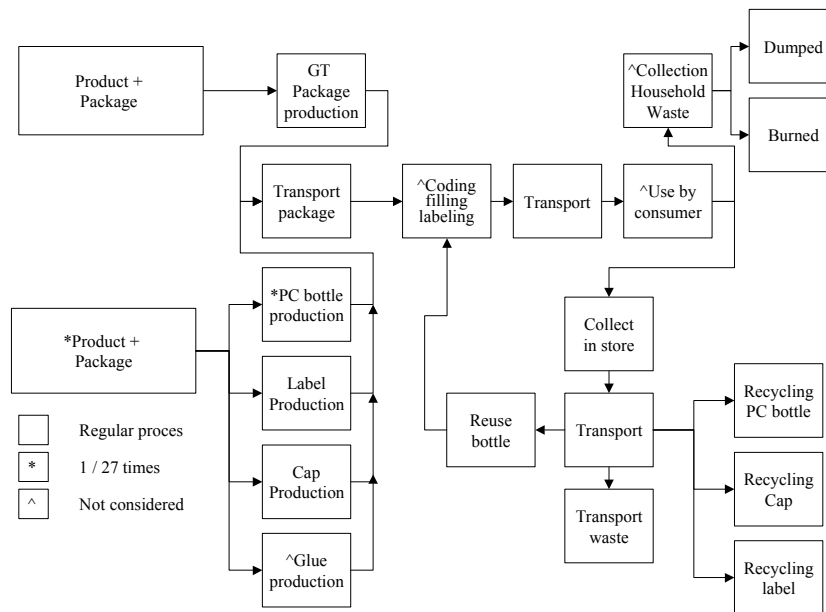 Product +
Package
GT
Package
production
^Collection
Household
Waste
Dumped
Burned
Transport
package
^Coding
filling
labeling
Transport
^Use by
consumer
*Product +
Package
*PC bottle
production
Label
Production
Cap
Production
^Glue
production
Collect
in store
Reuse
bottle
Transport
Transport
waste
Recycling
PC bottle
Recycling
Cap
Recycling
label
Regular proces
* 1 / 27 times
^ Not considered